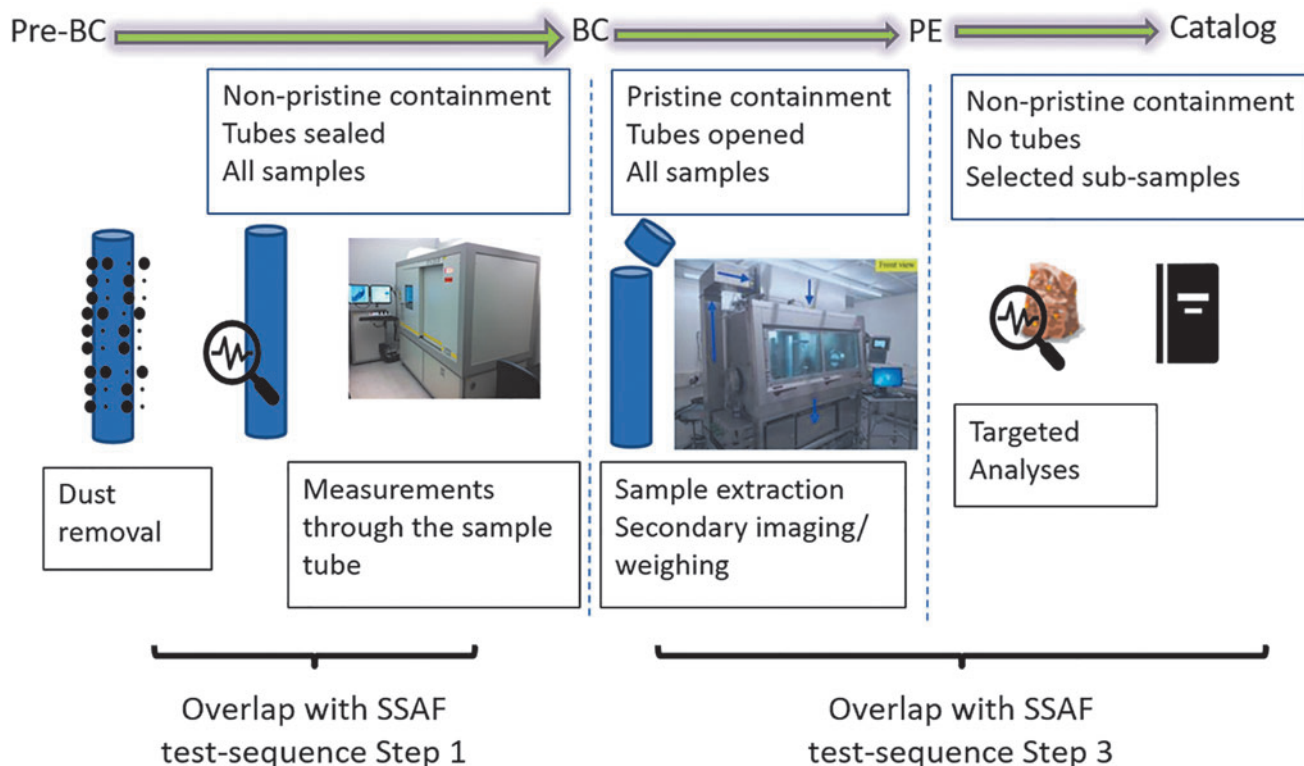 Pre-BC BC PE Catalog
Non-pristine containment
Tubes sealed
All samples
Pristine containment
Tubes opened
All samples
Non-pristine containment
No tubes
Selected sub-samples
Front view
Dust
removal
Measurements
through the sample
tube
Sample extraction
Secondary imaging/
weighing
Targeted
Analyses
Overlap with SSAF
test-sequence Step 1
Overlap with SSAF
test-sequence Step 3